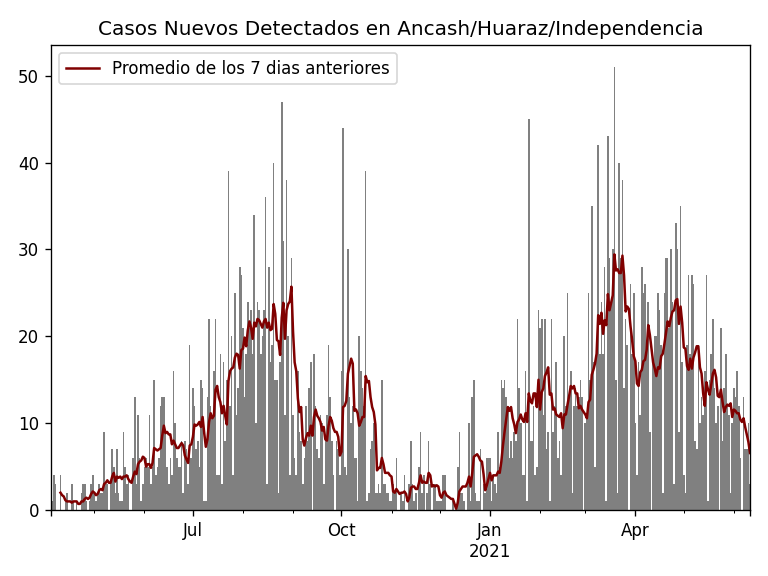 Casos Nuevos Detectados en Ancash/Huaraz/Independencia
Promedio de los 7 dias anteriores
50
40
30
20
10
0
Jul
Oct
Jan
2021
Apr